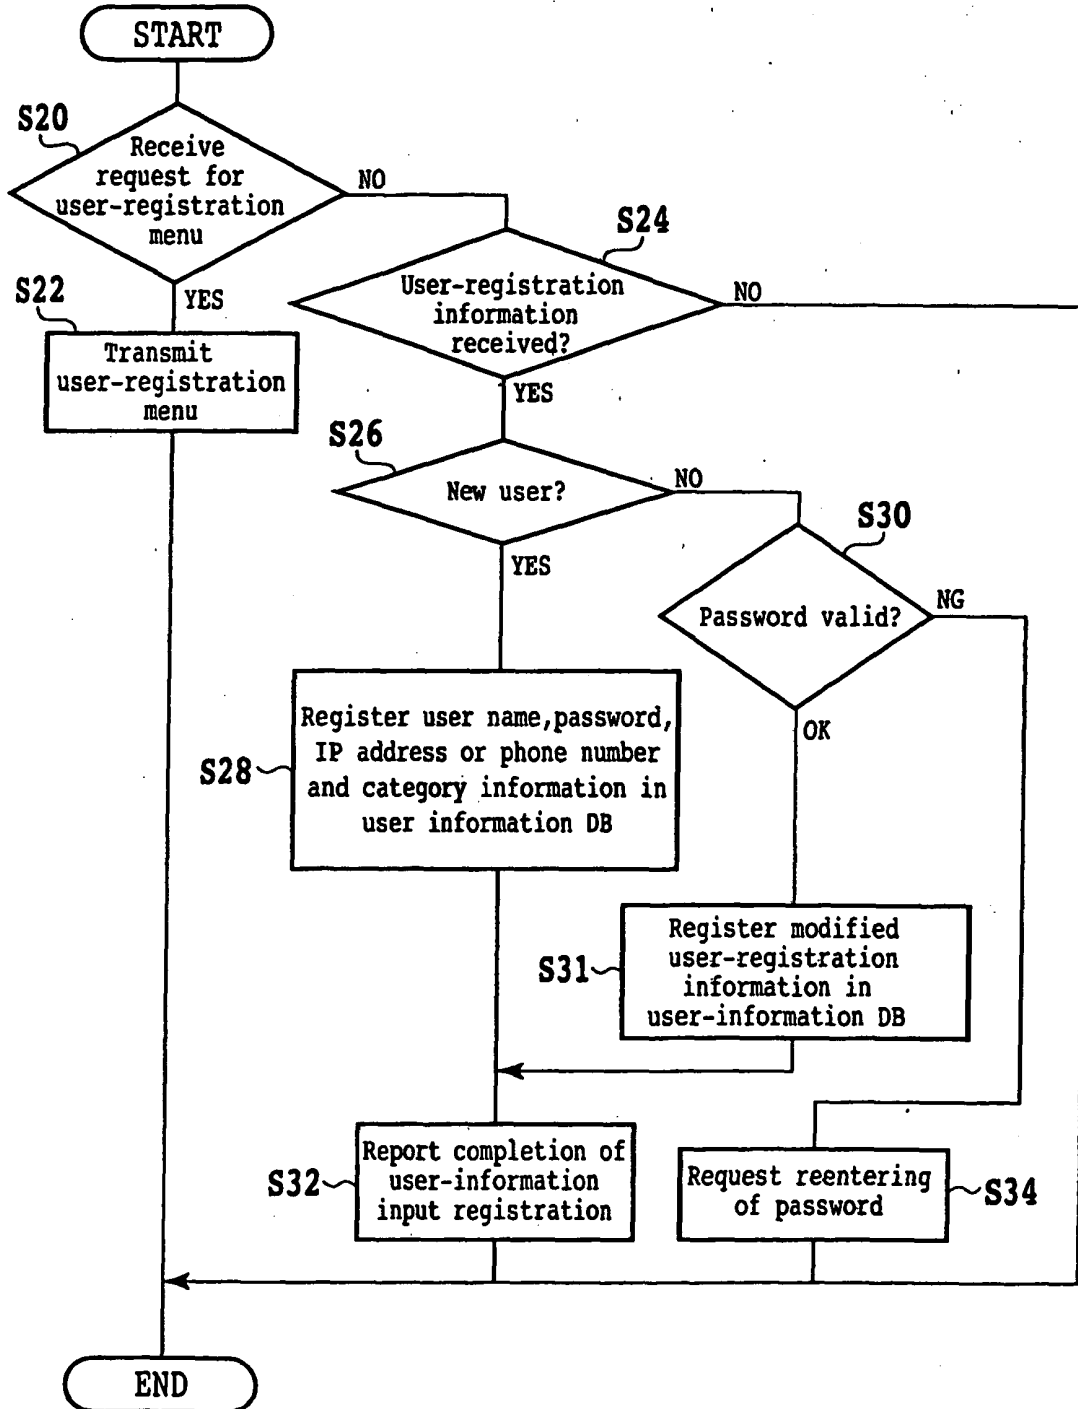 START
S20
Receive
request for
user-registration
menu
NO
S22
YES
Transmit
user-registration
menu
S24
User-registration
information
received?
NO
YES
S26
New user?
NO
YES
S30
Password valid?
NG
OK
S28
Register user name,password,
IP address or phone number
and category information in
user information DB
S31
Register modified
user-registration
information in
user-information DB
S32
Report completion of
user-information
input registration
Request reentering
of password
S34
END